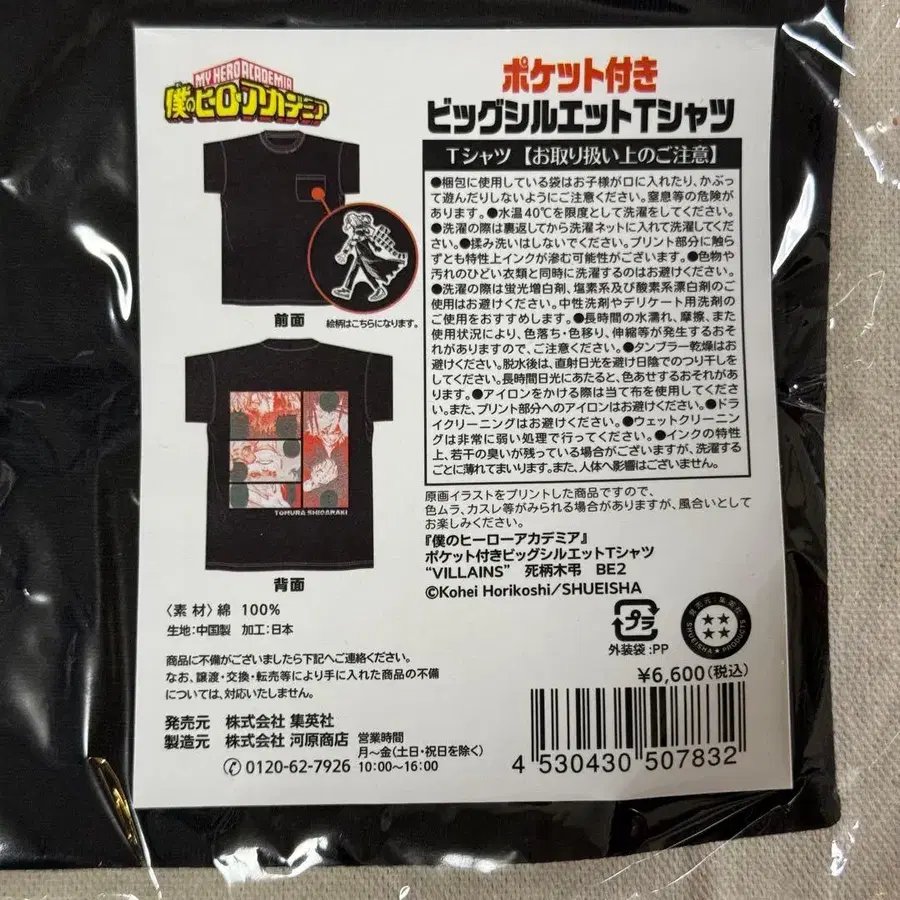 MY HERO ACADEMIA
僕のヒーローアカデミア
ポケット付き
ビッグシルエットTシャツ
Tシャツ【お取り扱い上のご注意】
●梱包に使用している袋はお子様が口に入れたり、かぶっ
て遊んだりしないようにご注意ください。窒息等の危険が
あります。●水温40℃を限度として洗濯をしてください。
●洗濯の際は裏返してから洗濯ネットに入れて洗濯してく
ださい。●揉み洗いはしないでください。プリント部分に触ら
ずとも特性上インクが滲む可能性がございます。●色物や
汚れのひどい衣類と同時に洗濯するのはお避けください。
●洗濯の際は蛍光増白剤、塩素系及び酸素系漂白剤のご
使用はお避けください。中性洗剤やデリケート用洗剤の
ご使用をおすすめします。●長時間の水濡れ、摩擦、また
使用状況により、色落ち・色移り、伸縮等が発生するおそ
れがありますので、ご注意ください。●タンブラー乾燥はお
避けください。脱水後は、直射日光を避け日陰でのつり干しを
してください。長時間日光にあたると、色あせするおそれがあり
ます。●アイロンをかける際は当て布を使用してくださ
い。また、プリント部分へのアイロンはお避けください。●ドラ
イクリーニングはお避けください。●ウェットクリーニン
グは非常に弱い処理で行ってください。●インクの特性
上、若干の臭いが残っている場合がございますが、洗濯する
ごとに薄れてまいります。また、人体へ影響はございません。
前面
絵柄はこちらになります。
TOMURA SHIGARAKI
背面
原画イラストをプリントした商品ですので、
色ムラ、カスレ等がみられる場合がありますが、風合いとして
お楽しみください。
『僕のヒーローアカデミア』
ポケット付きビッグシルエットTシャツ
“VILLAINS” 死柄木弔 BE2
©Kohei Horikoshi/SHUEISHA
〈素材〉綿 100%
生地:中国製 加工:日本
プラ
外装袋:PP
発売元:集英社
SHUEISHA PRODUCTS
¥6,600(税込)
商品に不備がございましたら下記へご連絡ください。
なお、譲渡・交換・転売等により手に入れた商品の不備
については、対応いたしません。
発売元 株式会社 集英社
製造元 株式会社 河原商店
営業時間
月〜金(土日・祝日を除く)
0120-62-7926 10:00〜16:00
4 530430 507832